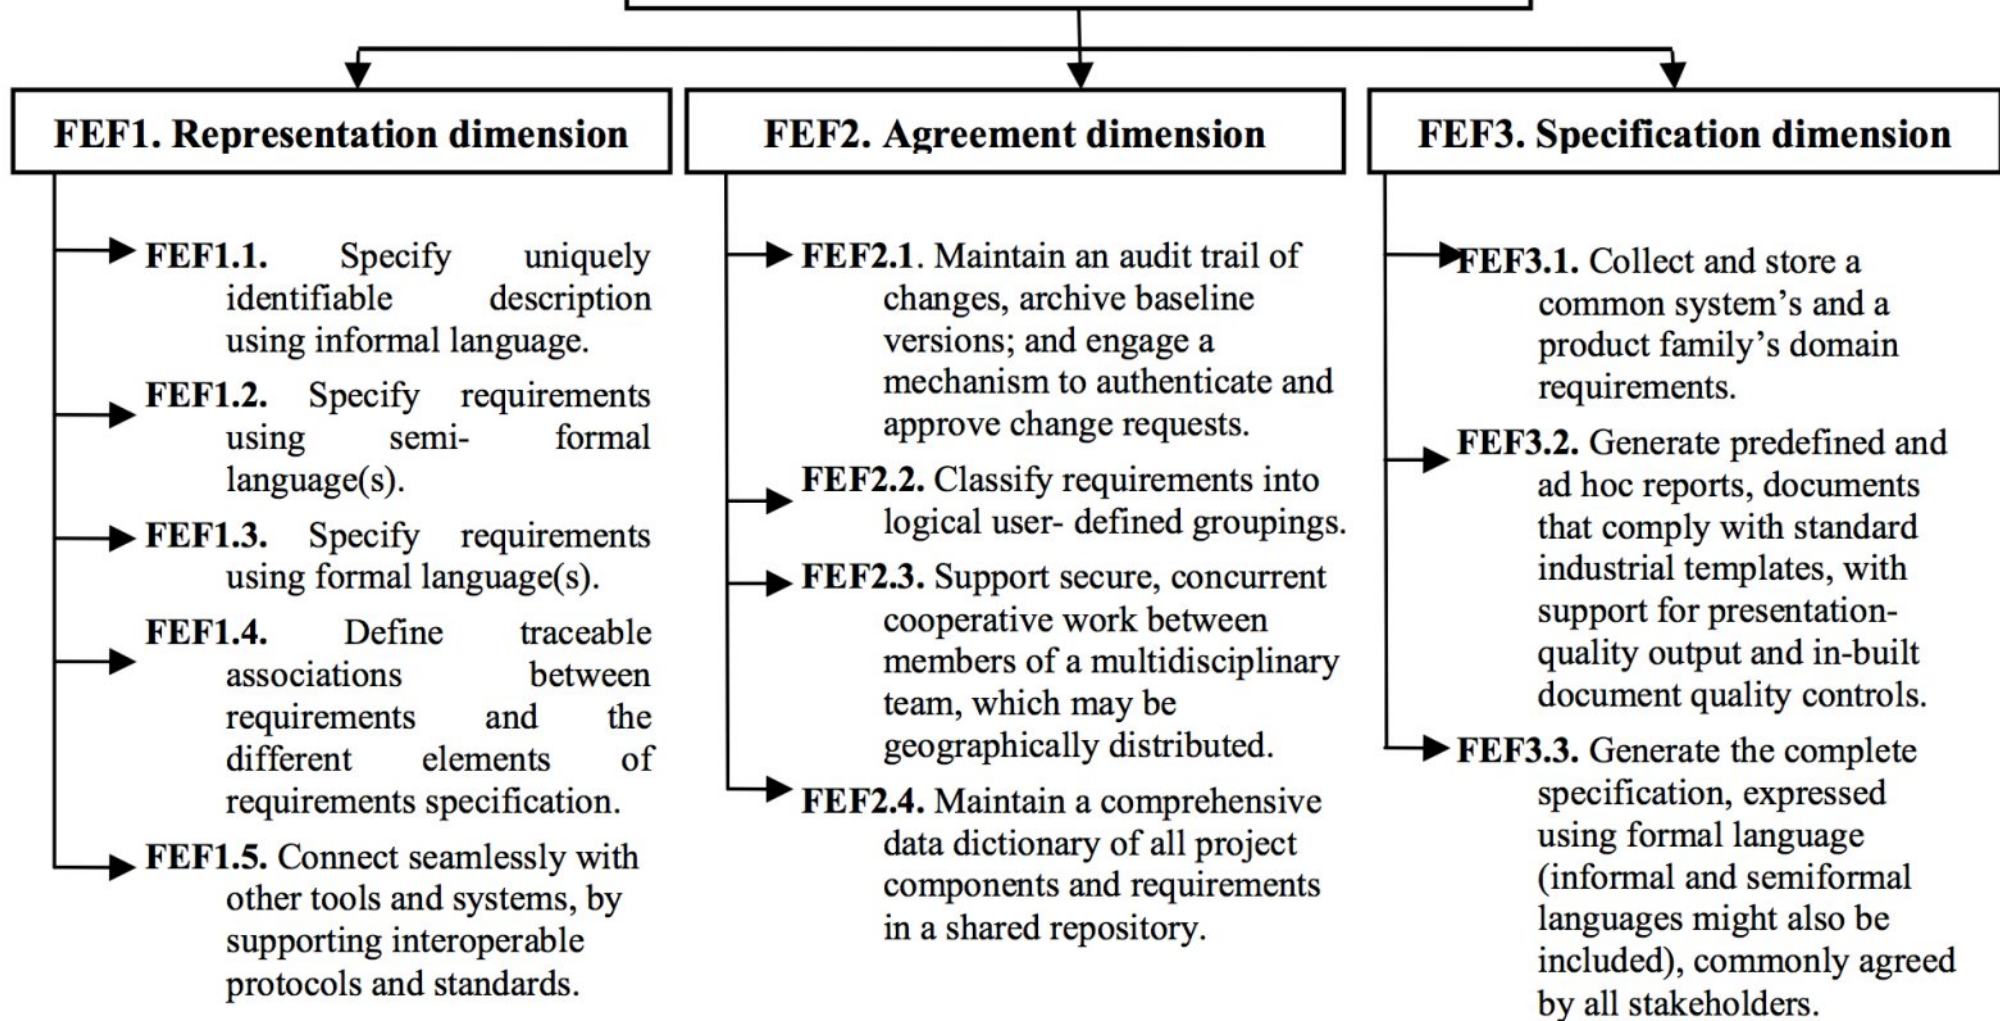 FEF1. Representation dimension
FEF1.1. Specify uniquely
identifiable description
using informal language.
FEF1.2. Specify requirements
using semi- formal
language(s).
FEF1.3. Specify requirements
using formal language(s).
FEF1.4. Define traceable
associations between
requirements and the
different elements of
requirements specification.
FEF1.5. Connect seamlessly with
other tools and systems, by
supporting interoperable
protocols and standards.
FEF2. Agreement dimension
FEF2.1. Maintain an audit trail of
changes, archive baseline
versions; and engage a
mechanism to authenticate and
approve change requests.
FEF2.2. Classify requirements into
logical user- defined groupings.
FEF2.3. Support secure, concurrent
cooperative work between
members of a multidisciplinary
team, which may be
geographically distributed.
FEF2.4. Maintain a comprehensive
data dictionary of all project
components and requirements
in a shared repository.
FEF3. Specification dimension
FEF3.1. Collect and store a
common system’s and a
product family’s domain
requirements.
FEF3.2. Generate predefined and
ad hoc reports, documents
that comply with standard
industrial templates, with
support for presentation-
quality output and in-built
document quality controls.
FEF3.3. Generate the complete
specification, expressed
using formal language
(informal and semiformal
languages might also be
included), commonly agreed
by all stakeholders.